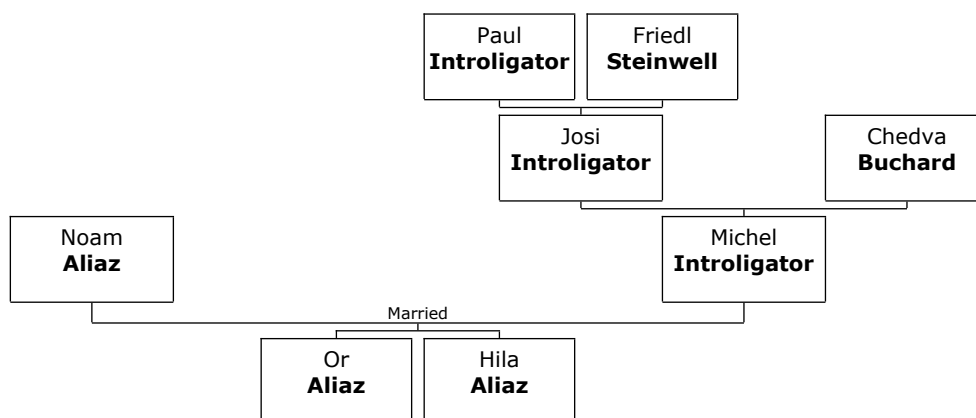 Paul
Introligator
Friedl
Steinwell
Josi
Introligator
Chedva
Buchard
Noam
Aliaz
Michel
Introligator
Married
Or
Aliaz
Hila
Aliaz